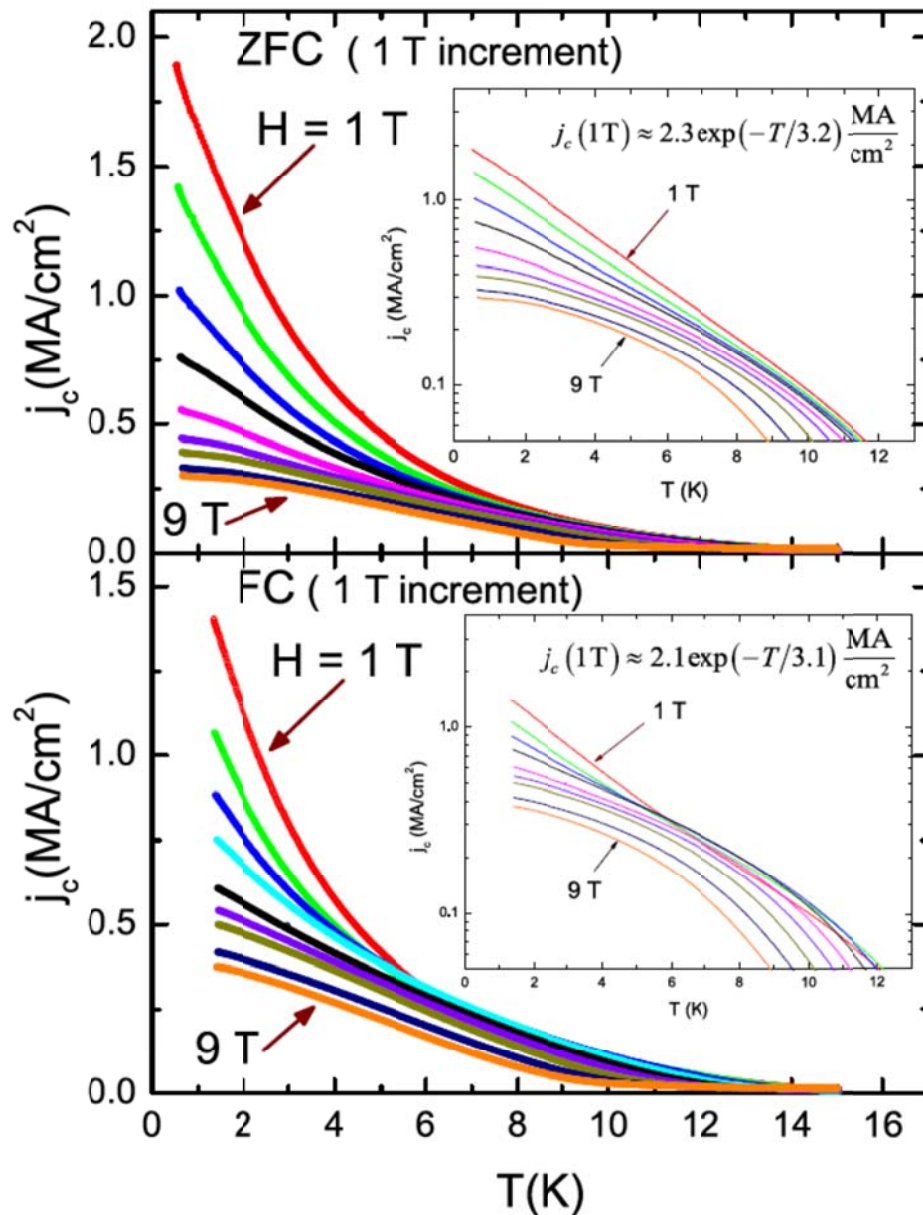 ZFC ( 1 T increment)
H = 1 T
9 T
j_c(MA/cm²)
2.0
1.5
1.0
0.5
0.0
j_c(1T) ≈ 2.3 exp(−T/3.2) MA/cm²
1 T
9 T
j_c (MA/cm²)
1.0
0.1
0 2 4 6 8 10 12
T (K)
FC ( 1 T increment)
H = 1 T
9 T
j_c(MA/cm²)
1.5
1.0
0.5
0.0
j_c(1T) ≈ 2.1 exp(−T/3.1) MA/cm²
1 T
9 T
j_c (MA/cm²)
1.0
0.1
0 2 4 6 8 10 12
T (K)
0 2 4 6 8 10 12 14 16
T(K)